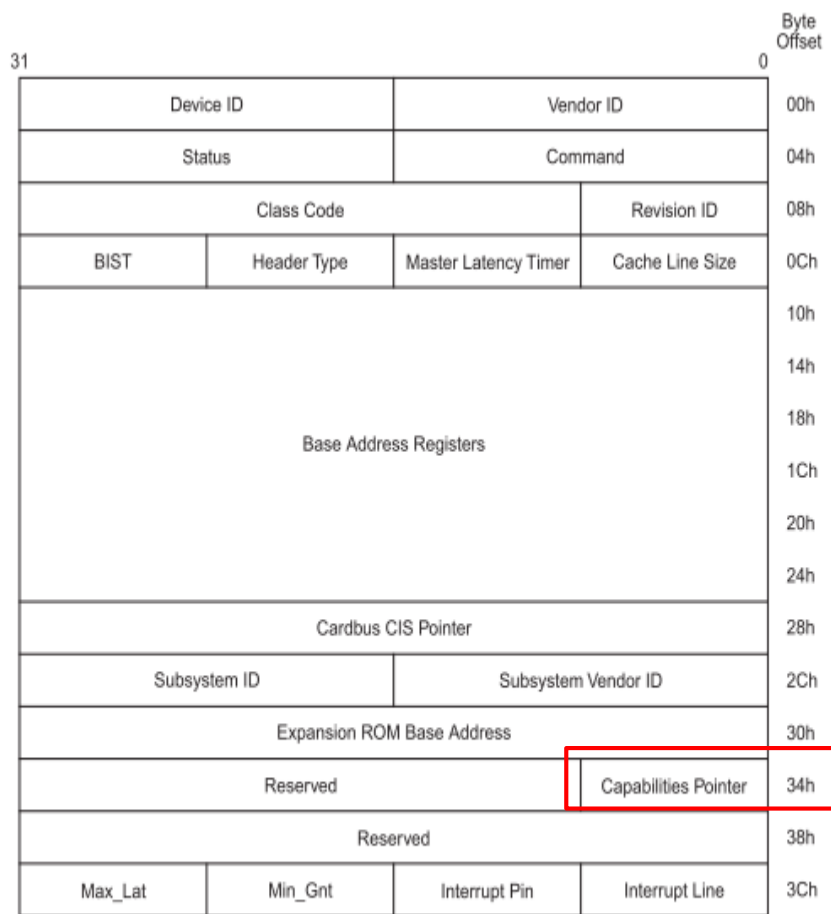 Byte
Offset
31 0
Device ID Vendor ID 00h
Status Command 04h
Class Code Revision ID 08h
BIST Header Type Master Latency Timer Cache Line Size 0Ch
10h
14h
18h
Base Address Registers
1Ch
20h
24h
Cardbus CIS Pointer 28h
Subsystem ID Subsystem Vendor ID 2Ch
Expansion ROM Base Address 30h
Reserved Capabilities Pointer 34h
Reserved 38h
Max_Lat Min_Gnt Interrupt Pin Interrupt Line 3Ch